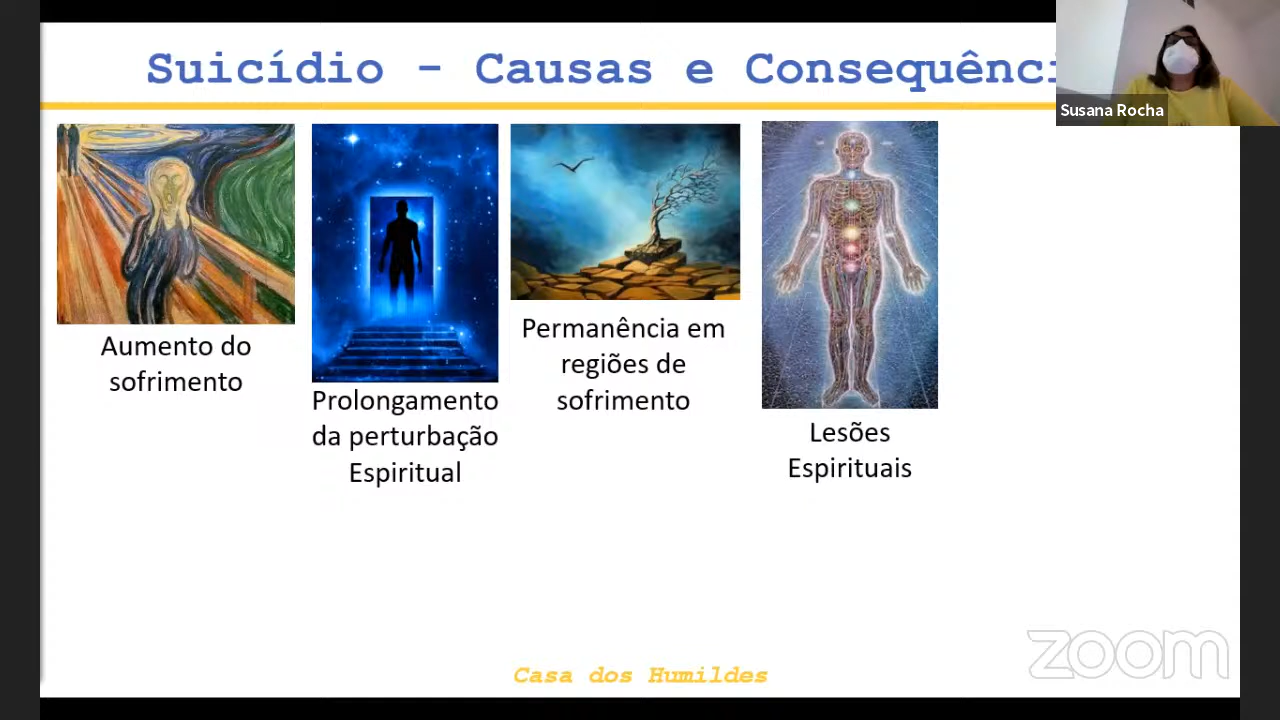 Suicídio - Causas e Consequênci
Susana Rocha
Aumento do
sofrimento
Prolongamento
da perturbação
Espiritual
Permanência em
regiões de
sofrimento
Lesões
Espirituais
Casa dos Humildes
zoom